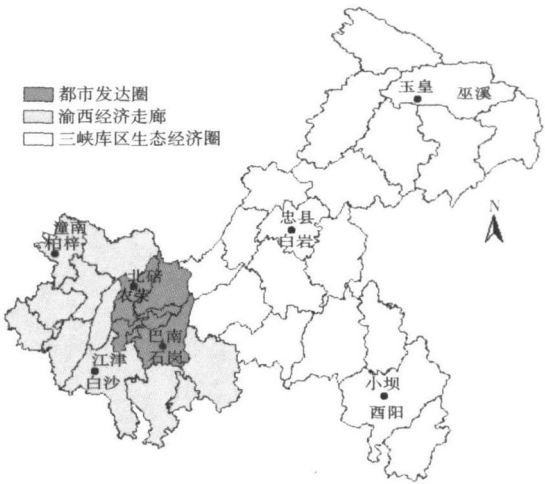 都市发达圈
渝西经济走廊
三峡库区生态经济圈
玉皇
巫溪
N
忠县
白岩
潼南
柏梓
北碚
农荣
巴南
石岗
江津
白沙
小坝
酉阳